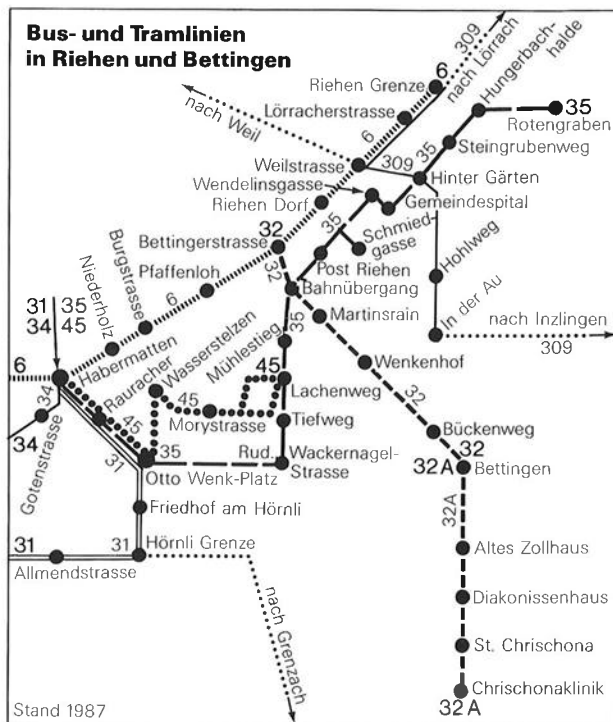 Bus- und Tramlinien
in Riehen und Bettingen
309
nach Lörrach
6
Riehen Grenze
Hungerbach-
halde
nach Weil
Lörracherstrasse
6
35
Rotengraben
35
Steingrubenweg
Weilstrasse
309
Hinter Gärten
Wendelinsgasse
Gemeindespital
Riehen Dorf
35
Schmied-
gasse
Hohlweg
32
Bettingerstrasse
32
Post Riehen
Bahnübergang
Pfaffenloh
Burgstrasse
Niederholz
6
Martinsrain
In der Au
nach Inzlingen
309
31 35
34 45
6
Habermatten
Rauracher
Wasserstelzen
Mühlestieg
35
Wenkenhof
45
Lachenweg
45
Morystrasse
32
34
34
Gotenstrasse
45
31
Tiefweg
Bückenweg
35
Otto Wenk-Platz
Rud. Wackernagel-
Strasse
32
32A
Bettingen
32A
Friedhof am Hörnli
31
Allmendstrasse
31
Hörnli Grenze
Altes Zollhaus
nach Grenzach
Diakonissenhaus
St. Chrischona
Chrischonaklinik
32A
Stand 1987